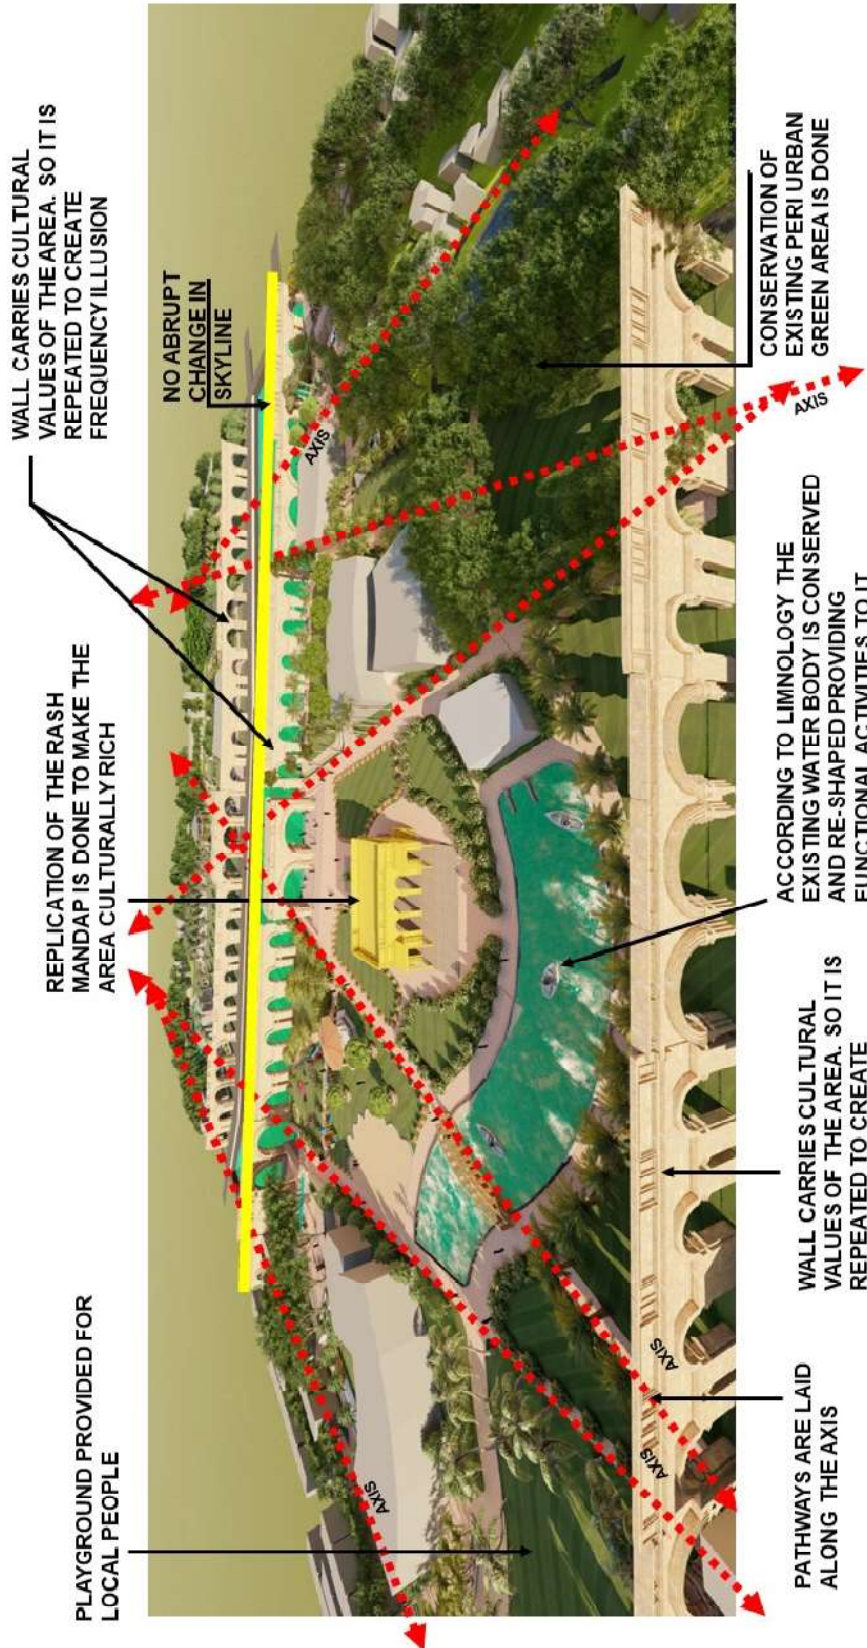 PLAYGROUND PROVIDED FOR
LOCAL PEOPLE
REPLICATION OF THE RASH
MANDAP IS DONE TO MAKE THE
AREA CULTURALLY RICH
WALL CARRIES CULTURAL
VALUES OF THE AREA. SO IT IS
REPEATED TO CREATE
FREQUENCY ILLUSION
NO ABRUPT
CHANGE IN
SKYLINE
AXIS
AXIS
AXIS
AXIS
AXIS
PATHWAYS ARE LAID
ALONG THE AXIS
WALL CARRIES CULTURAL
VALUES OF THE AREA. SO IT IS
REPEATED TO CREATE
ACCORDING TO LIMNOLOGY THE
EXISTING WATER BODY IS CONSERVED
AND RE-SHAPED PROVIDING
FUNCTIONAL ACTIVITIES TO IT
CONSERVATION OF
EXISTING PERI URBAN
GREEN AREA IS DONE